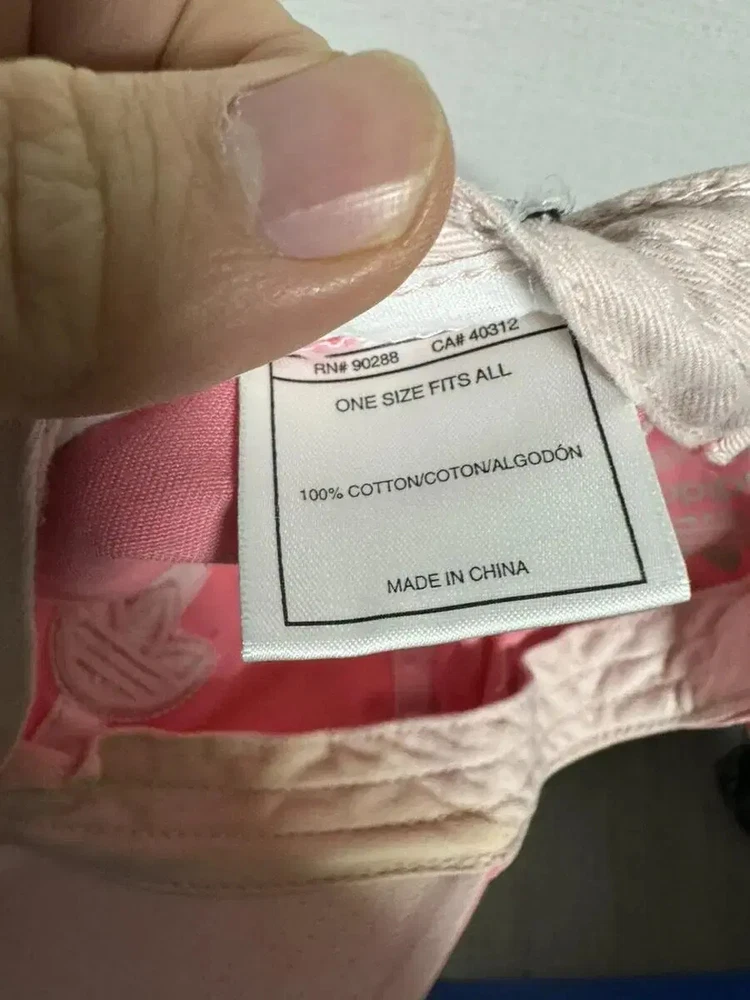 RN# 90288 CA# 40312
ONE SIZE FITS ALL
100% COTTON/COTON/ALGODÓN
MADE IN CHINA